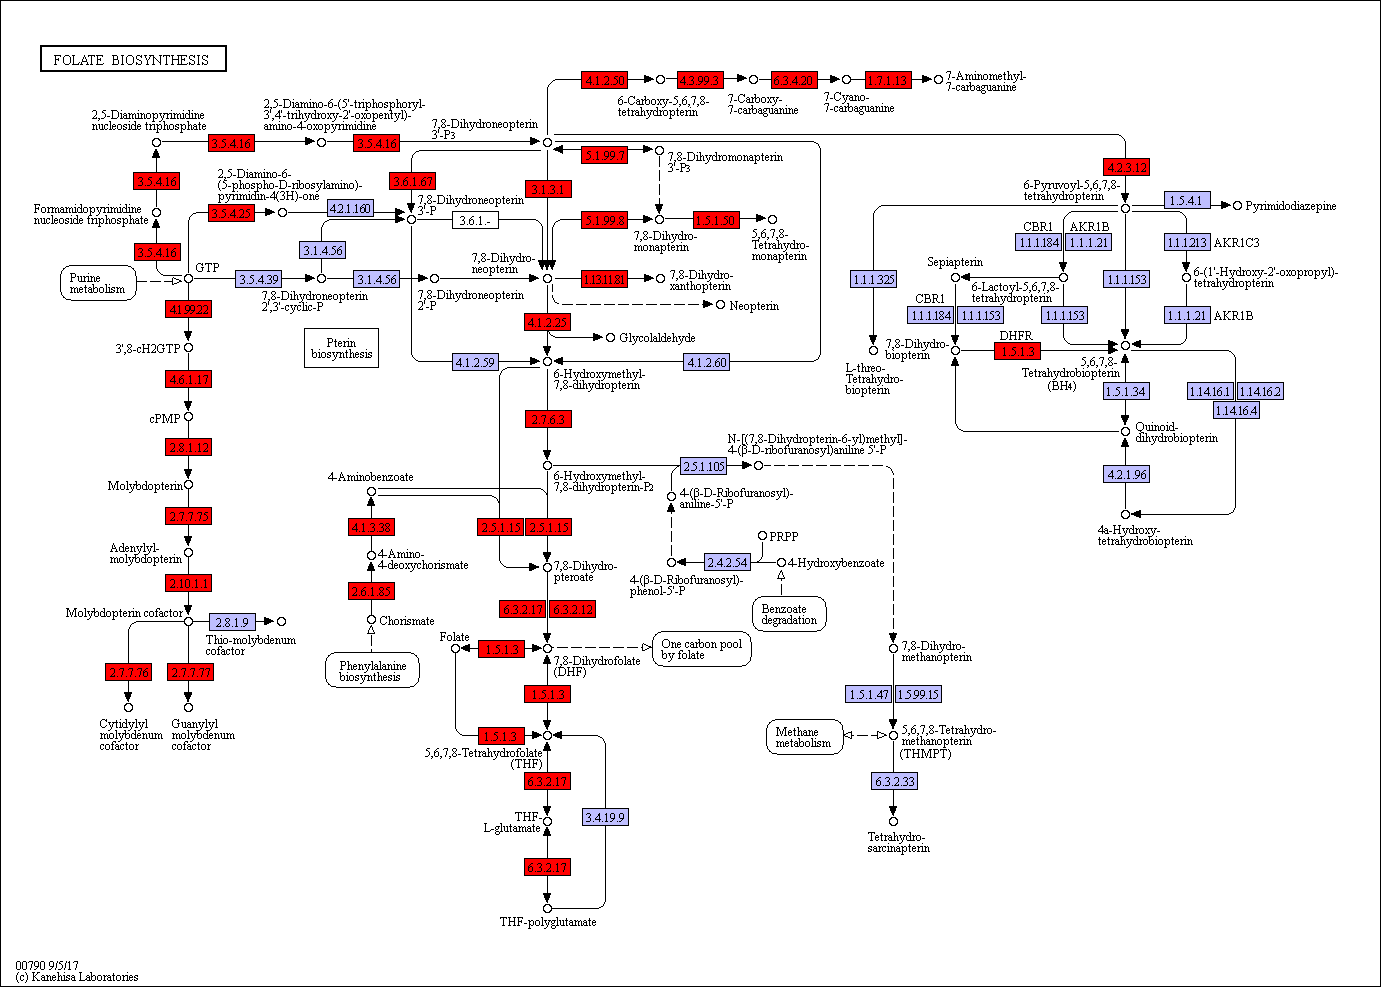 FOLATE BIOSYNTHESIS
4.1.2.50
4.3.99.3
6.3.4.20
1.7.1.13
7-Aminomethyl-
7-carbaguanine
6-Carboxy-5,6,7,8-
tetrahydropterin
7-Carboxy-
7-carbaguanine
7-Cyano-
7-carbaguanine
2,5-Diaminopyrimidine
nucleoside triphosphate
2,5-Diamino-6-(5'-triphosphoryl-
3',4'-trihydroxy-2'-oxopentyl)-
amino-4-oxopyrimidine
7,8-Dihydroneopterin
3'-P3
3.5.4.16
3.5.4.16
5.1.99.7
7,8-Dihydromonapterin
3'-P3
4.2.3.12
3.5.4.16
2,5-Diamino-6-
(5-phospho-D-ribosylamino)-
pyrimidin-4(3H)-one
3.6.1.67
3.1.3.1
6-Pyruvoyl-5,6,7,8-
tetrahydropterin
1.5.4.1
Pyrimidodiazepine
Formamidopyrimidine
nucleoside triphosphate
3.5.4.25
4.2.1.160
7,8-Dihydroneopterin
3'-P
3.6.1.-
5.1.99.8
1.5.1.50
7,8-Dihydro-
monapterin
5,6,7,8-
Tetrahydro-
monapterin
CBR1
AKR1B
1.1.1.184
1.1.1.21
1.1.1.213
AKR1C3
3.5.4.16
3.1.4.56
GTP
Purine
metabolism
3.5.4.39
3.1.4.56
7,8-Dihydro-
neopterin
1.13.11.81
7,8-Dihydro-
xanthopterin
Sepiapterin
1.1.1.325
6-Lactoyl-5,6,7,8-
tetrahydropterin
1.1.1.153
6-(1'-Hydroxy-2'-oxopropyl)-
tetrahydropterin
7,8-Dihydroneopterin
2',3'-cyclic-P
7,8-Dihydroneopterin
2'-P
Neopterin
CBR1
1.1.1.184
1.1.1.153
1.1.1.153
1.1.1.21
AKR1B
4.1.99.22
4.1.2.25
Glycolaldehyde
Pterin
biosynthesis
3',8-cH2GTP
4.1.2.59
4.1.2.60
7,8-Dihydro-
biopterin
DHFR
1.5.1.3
5,6,7,8-
Tetrahydrobiopterin
(BH4)
L-threo-
Tetrahydro-
biopterin
6-Hydroxymethyl-
7,8-dihydropterin
4.6.1.17
1.5.1.34
1.14.16.1
1.14.16.2
1.14.16.4
cPMP
2.7.6.3
Quinoid-
dihydrobiopterin
2.8.1.12
N-[(7,8-Dihydropterin-6-yl)methyl]-
4-(β-D-ribofuranosyl)aniline 5'-P
2.5.1.105
4.2.1.96
Molybdopterin
4-Aminobenzoate
6-Hydroxymethyl-
7,8-dihydropterin-P2
4-(β-D-Ribofuranosyl)-
aniline-5'-P
4a-Hydroxy-
tetrahydrobiopterin
2.7.7.75
4.1.3.38
2.5.1.15
2.5.1.15
PRPP
Adenylyl-
molybdopterin
4-Amino-
4-deoxychorismate
7,8-Dihydro-
pteroate
2.4.2.54
4-Hydroxybenzoate
4-(β-D-Ribofuranosyl)-
phenol-5'-P
2.10.1.1
2.6.1.85
6.3.2.17
6.3.2.12
Benzoate
degradation
Molybdopterin cofactor
2.8.1.9
Thio-molybdenum
cofactor
Chorismate
Folate
1.5.1.3
7,8-Dihydrofolate
(DHF)
One carbon pool
by folate
7,8-Dihydro-
methanopterin
Phenylalanine
biosynthesis
2.7.7.76
2.7.7.77
1.5.1.3
1.5.1.47
1.5.99.15
Cytidylyl
molybdenum
cofactor
Guanylyl
molybdenum
cofactor
1.5.1.3
5,6,7,8-Tetrahydrofolate
(THF)
Methane
metabolism
5,6,7,8-Tetrahydro-
methanopterin
(THMPT)
6.3.2.17
6.3.2.33
THF-
L-glutamate
3.4.19.9
Tetrahydro-
sarcinapterin
6.3.2.17
THF-polyglutamate
00790 9/5/17
(c) Kanehisa Laboratories